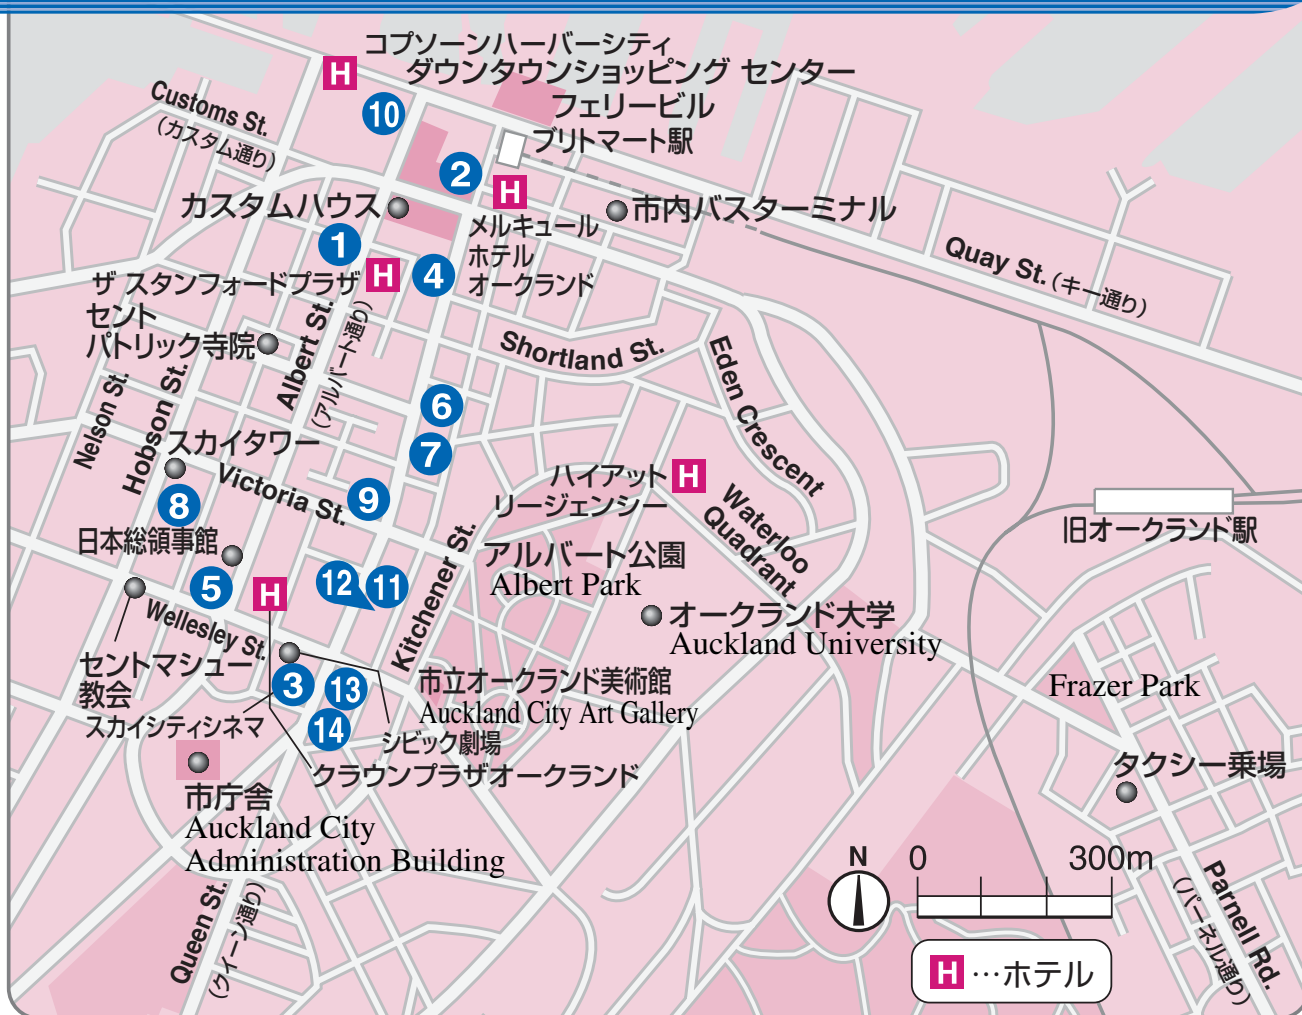 コプソーンハーバーシティ
ダウンタウンショッピング センター
フェリービル
ブリトマート駅
H
10
Customs St.
(カスタム通り)
2
H
カスタムハウス
市内バスターミナル
メルキュール
ホテル
オークランド
1
H
4
ザ スタンフォードプラザ
Quay St. (キー通り)
セント
パトリック寺院
Albert St.
(アルバート通り)
Shortland St.
Eden Crescent
Nelson St.
Hobson St.
6
7
スカイタワー
8
Victoria St.
9
ハイアット
リージェンシー
H
Waterloo
Quadrant
旧オークランド駅
日本総領事館
5
H
12
11
Kitchener St.
アルバート公園
Albert Park
オークランド大学
Auckland University
Wellesley St.
セントマシュー
教会
3
13
14
市立オークランド美術館
Auckland City Art Gallery
Frazer Park
スカイシティシネマ
シビック劇場
クラウンプラザオークランド
タクシー乗場
市庁舎
Auckland City
Administration Building
N
0
300m
Queen St.
(クイーン通り)
Parnell Rd.
(パーネル通り)
H…ホテル